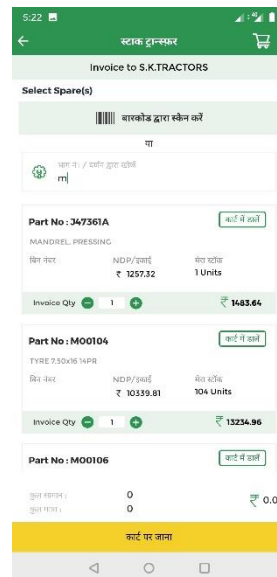 5:22
स्टाक ट्रान्सफ़र
Invoice to S.K.TRACTORS
Select Spare(s)
बारकोड द्वारा स्कैन करें
या
भाग नं. / वर्णन द्वारा खोजें
m
Part No : J47361A
कार्ट में डालें
MANDREL, PRESSING
बिन नंबर NDP/इकाई मेरा स्टॉक
₹ 1257.32 1 Units
Invoice Qty 1 ₹ 1483.64
Part No : M00104
कार्ट में डालें
TYRE 7.50x16.14PR
बिन नंबर NDP/इकाई मेरा स्टॉक
₹ 10339.81 104 Units
Invoice Qty 1 ₹ 13234.96
Part No : M00106
कार्ट में डालें
कुल सामान : 0 ₹ 0.0
कुल मात्रा : 0
कार्ट पर जाना